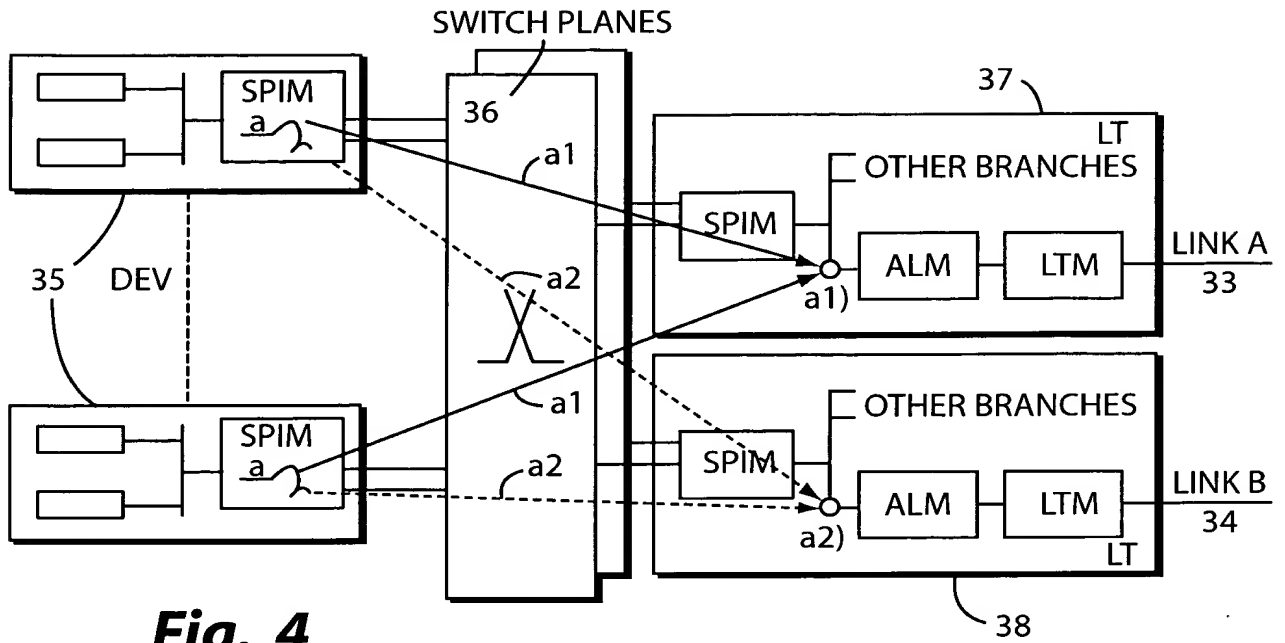 SWITCH PLANES
36
SPIM
a
a1
a2
a1
a2
35
DEV
SPIM
a
37
LT
OTHER BRANCHES
SPIM
ALM
LTM
a1)
LINK A
33
OTHER BRANCHES
SPIM
ALM
LTM
a2)
LT
LINK B
34
38
Fig. 4